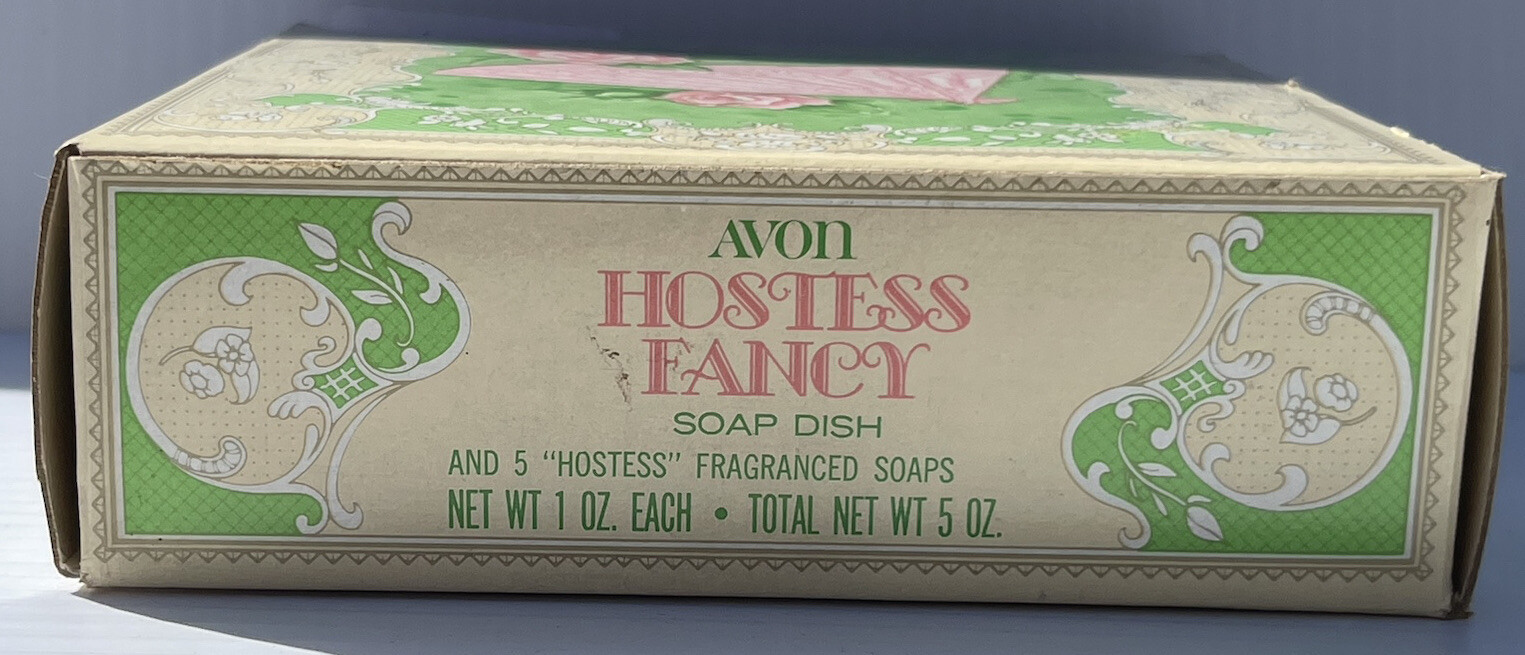 AVON
HOSTESS
FANCY
SOAP DISH
AND 5 “HOSTESS” FRAGRANCED SOAPS
NET WT 1 OZ. EACH • TOTAL NET WT 5 OZ.